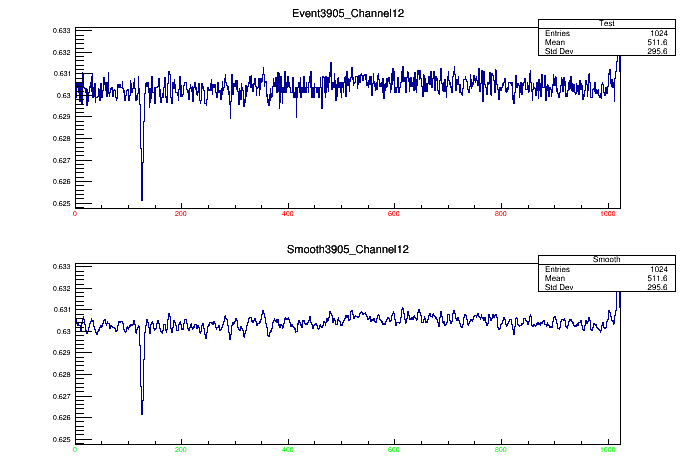 Event3905_Channel12
Test
Entries 1024
Mean 511.6
Std Dev 295.6
0.633
0.632
0.631
0.63
0.629
0.628
0.627
0.626
0.625
0 200 400 600 800 1000
Smooth3905_Channel12
Smooth
Entries 1024
Mean 511.6
Std Dev 295.6
0.633
0.632
0.631
0.63
0.629
0.628
0.627
0.626
0.625
0 200 400 600 800 1000